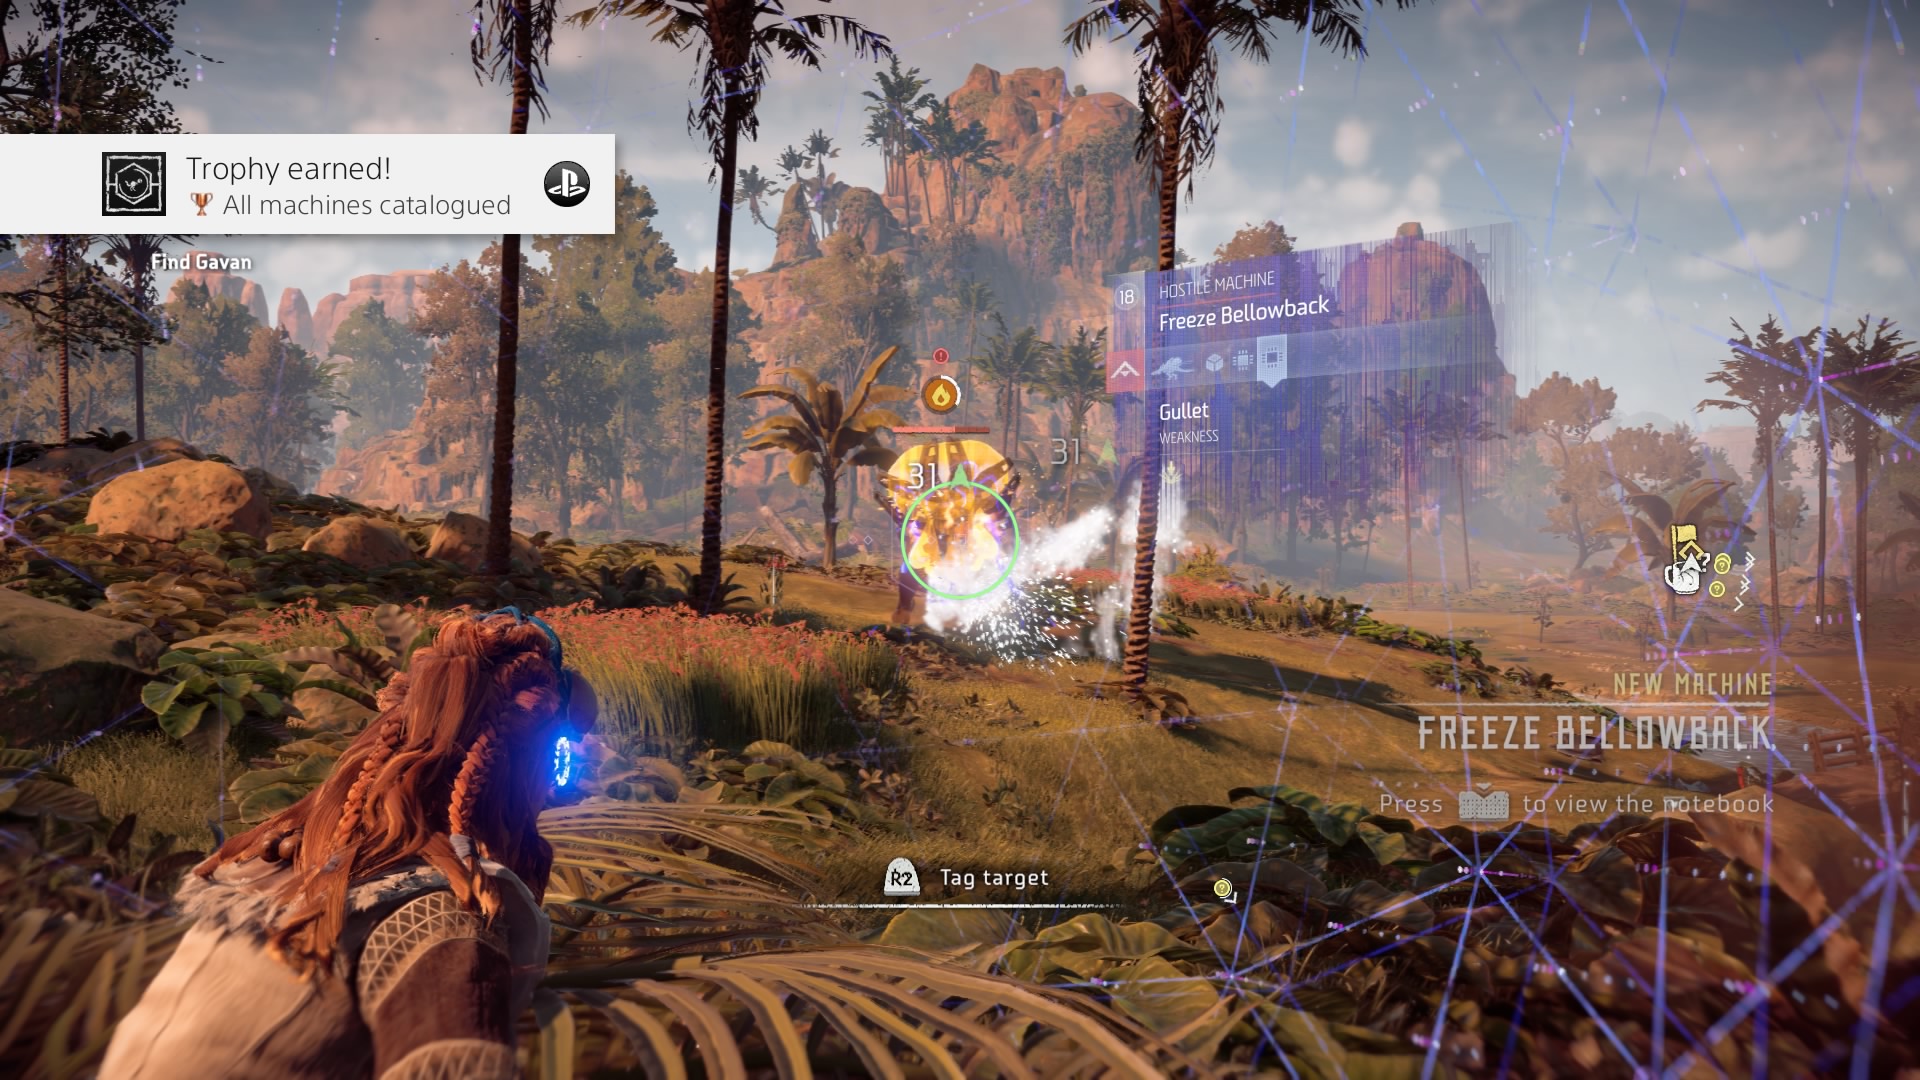 Trophy earned!
All machines catalogued
Find Gavan
18
HOSTILE MACHINE
Freeze Bellowback
Gullet
WEAKNESS
31
31
NEW MACHINE
FREEZE BELLOWBACK
Press to view the notebook
R2 Tag target